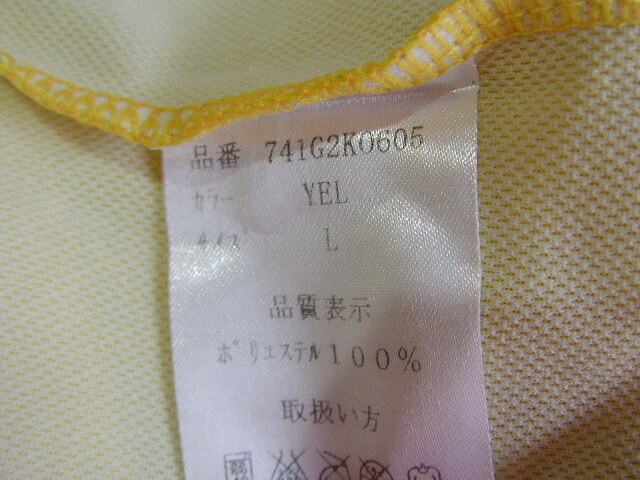 品番 741G2K0605
カラー YEL
サイズ L
品質表示
ポリエステル100%
取扱い方